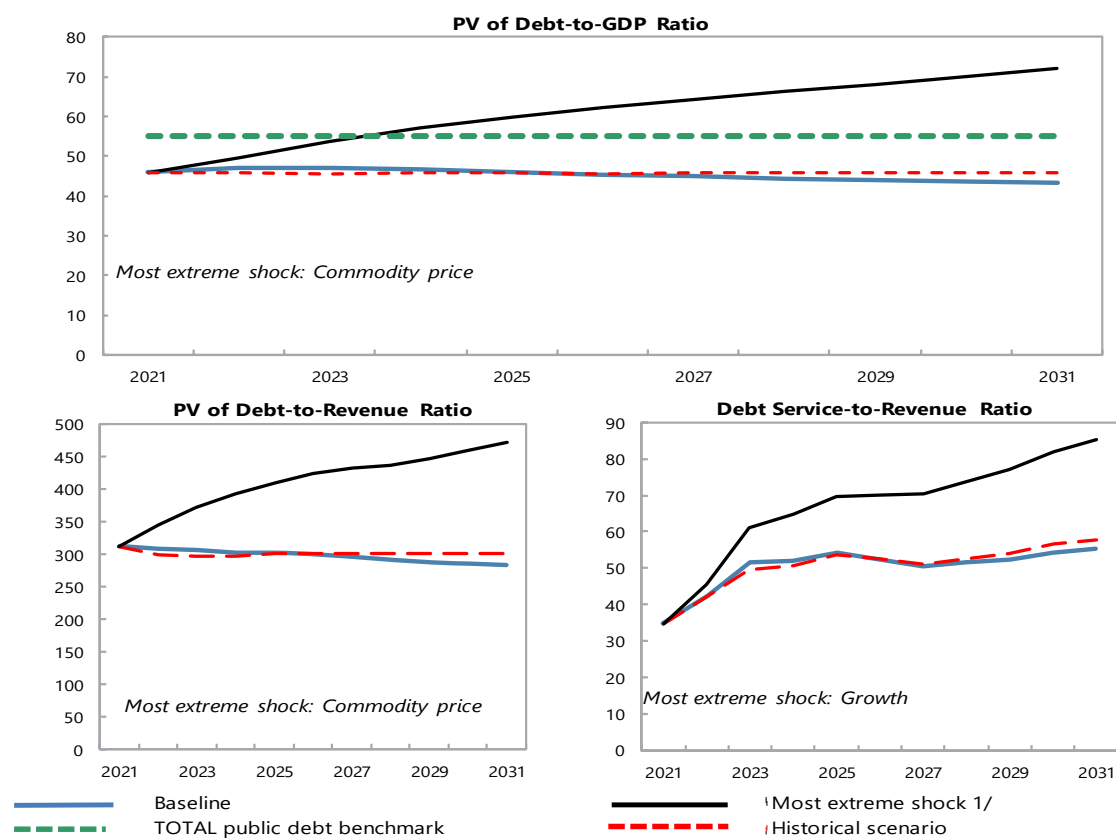 PV of Debt-to-GDP Ratio
80
70
60
50
40
30
20
10
0
Most extreme shock: Commodity price
2021 2023 2025 2027 2029 2031
PV of Debt-to-Revenue Ratio
500
450
400
350
300
250
200
150
100
50
0
Most extreme shock: Commodity price
2021 2023 2025 2027 2029 2031
Debt Service-to-Revenue Ratio
90
80
70
60
50
40
30
20
10
0
Most extreme shock: Growth
2021 2023 2025 2027 2029 2031
Baseline
Most extreme shock 1/
TOTAL public debt benchmark
Historical scenario